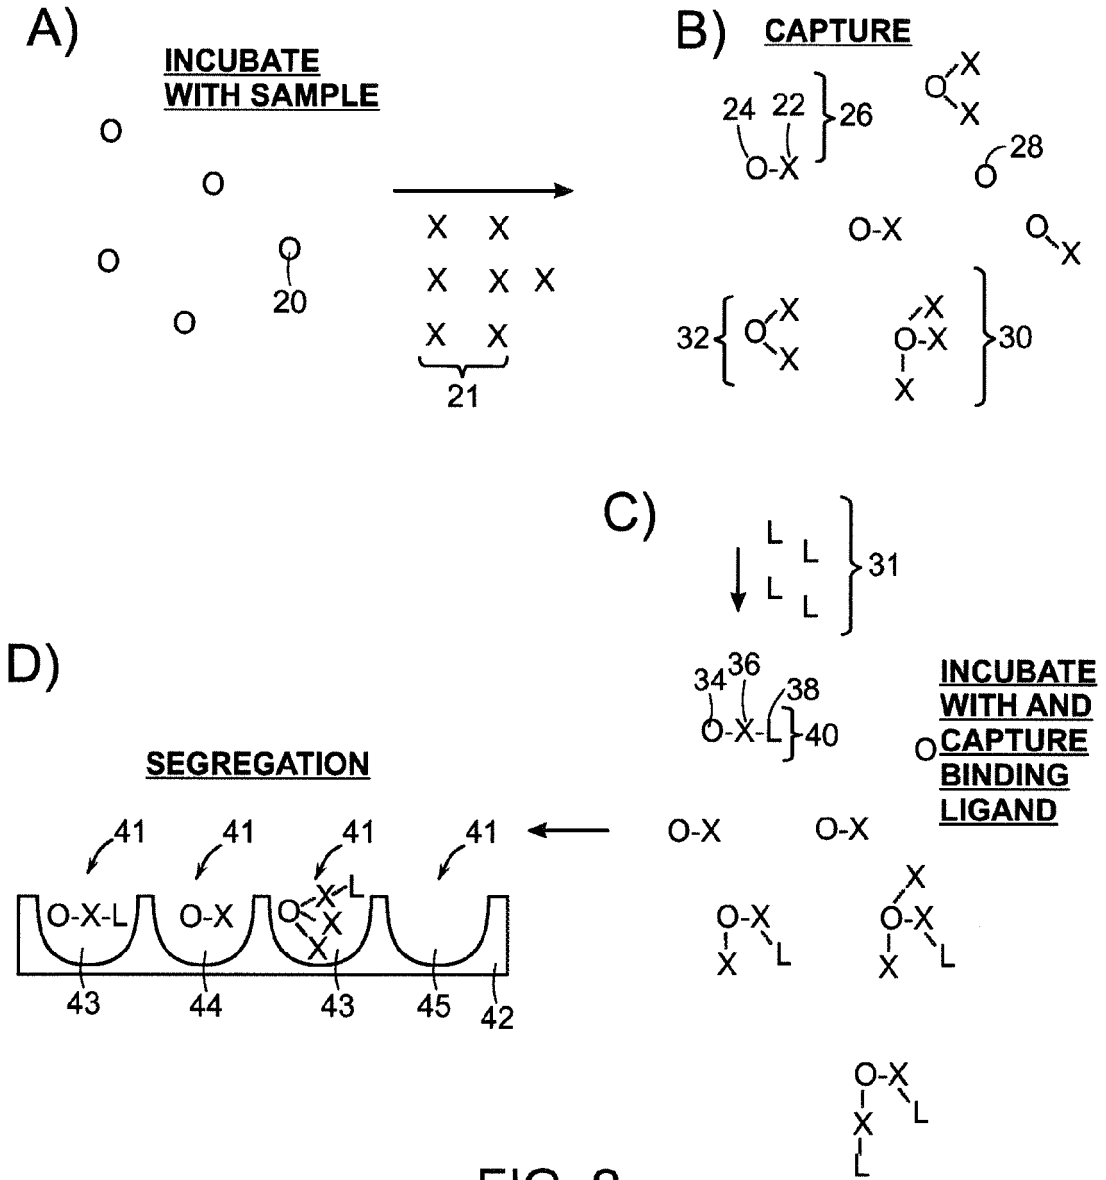 A)
INCUBATE
WITH SAMPLE
O
O
O
O
O
20
X X
X X X
X X
21
B)
CAPTURE
24 22
26
O-X
O X X
28
O
O-X
O X
32
O X X
O-X X X
30
C)
L L
L L
31
34 36 38
O-X-L
40
O
INCUBATE
WITH AND
CAPTURE
BINDING
LIGAND
O-X O-X
O-X X L
X O-X X L
O-X L X L
D)
SEGREGATION
41 41 41 41
O-X-L O-X O X-L X X
43 44 43 45 42